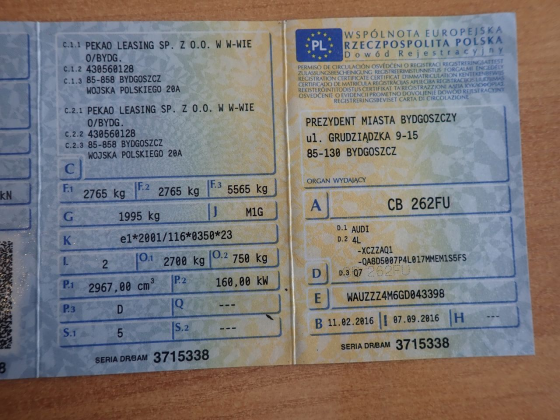 C.1.1 PEKAO LEASING SP. Z O.O. W W-WIE
O/BYDG.
C.1.2 430560128
C.1.3 85-858 BYDGOSZCZ
WOJSKA POLSKIEGO 20A
C.2.1 PEKAO LEASING SP. Z O.O. W W-WIE
O/BYDG.
C.2.2 430560128
C.2.3 85-858 BYDGOSZCZ
WOJSKA POLSKIEGO 20A
C
F.1 2765 kg F.2 2765 kg F.3 5565 kg
G 1995 kg J M1G
K e1*2001/116*0350*23
L 2 O.1 2700 kg O.2 750 kg
P.1 2967,00 cm³ P.2 160,00 kW
P.3 D Q ---
S.1 5 S.2 ---
SERIA DR/BAM 3715338
kN
8
PL
WSPÓLNOTA EUROPEJSKA
RZECZPOSPOLITA POLSKA
Dowód Rejestracyjny
PREZYDENT MIASTA BYDGOSZCZY
ul. GRUDZIĄDZKA 9-15
85-130 BYDGOSZCZ
ORGAN WYDAJĄCY
A CB 262FU
D.1 AUDI
D.2 4L
-XCZZAQ1
-QA8D5007P4L017MMEM1S5FS
D D.3 Q7
E WAUZZZ4M6GD043398
B 11.02.2016 I 07.09.2016 H ---
SERIA DR/BAM 3715338